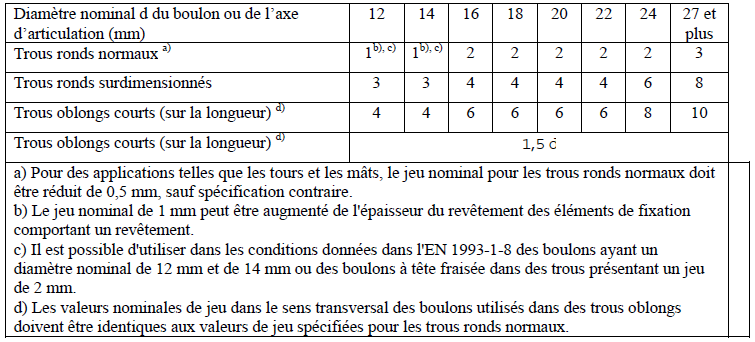 Diamètre nominal d du boulon ou de l'axe d'articulation (mm) 12 14 16 18 20 22 24 27 et plus
Trous ronds normaux a) 1b), c) 1b), c) 2 2 2 2 2 3
Trous ronds surdimensionnés 3 3 4 4 4 4 6 8
Trous oblongs courts (sur la longueur) d) 4 4 6 6 6 6 8 10
Trous oblongs courts (sur la longueur) d) 1,5 d
a) Pour des applications telles que les tours et les mâts, le jeu nominal pour les trous ronds normaux doit
être réduit de 0,5 mm, sauf spécification contraire.
b) Le jeu nominal de 1 mm peut être augmenté de l'épaisseur du revêtement des éléments de fixation
comportant un revêtement.
c) Il est possible d'utiliser dans les conditions données dans l'EN 1993-1-8 des boulons ayant un
diamètre nominal de 12 mm et de 14 mm ou des boulons à tête fraisée dans des trous présentant un jeu
de 2 mm.
d) Les valeurs nominales de jeu dans le sens transversal des boulons utilisés dans des trous oblongs
doivent être identiques aux valeurs de jeu spécifiées pour les trous ronds normaux.